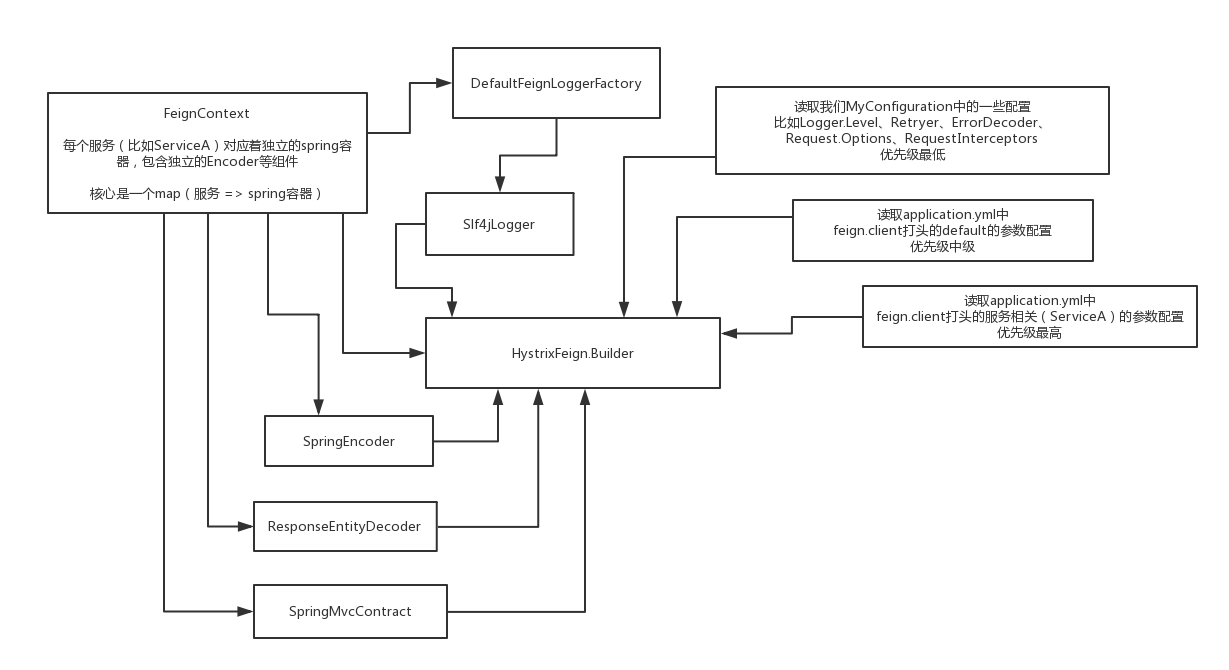 DefaultFeignLoggerFactory
FeignContext
每个服务（比如ServiceA）对应着独立的spring容
器，包含独立的Encoder等组件
核心是一个map（服务 => spring容器）
读取我们MyConfiguration中的一些配置
比如Logger.Level、Retryer、ErrorDecoder、
Request.Options、RequestInterceptors
优先级最低
Slf4jLogger
读取application.yml中
feign.client打头的default的参数配置
优先级中级
读取application.yml中
feign.client打头的服务相关（ServiceA）的参数配置
优先级最高
HystrixFeign.Builder
SpringEncoder
ResponseEntityDecoder
SpringMvcContract